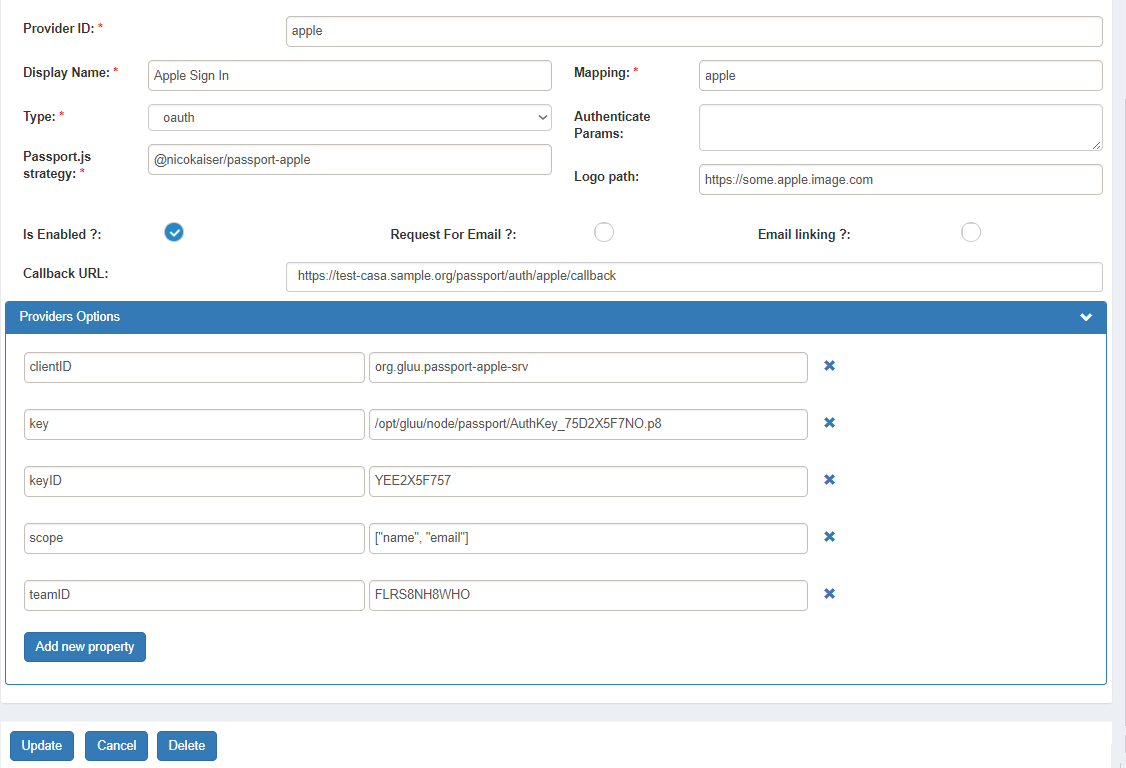 Provider ID: *
apple
Display Name: *
Apple Sign In
Mapping: *
apple
Type: *
oauth
Authenticate
Params:
Passport.js
strategy: *
@nicokaiser/passport-apple
Logo path:
https://some.apple.image.com
Is Enabled ?:
Request For Email ?:
Email linking ?:
Callback URL:
https://test-casa.sample.org/passport/auth/apple/callback
Providers Options
clientID
org.gluu.passport-apple-srv
key
/opt/gluu/node/passport/AuthKey_75D2X5F7NO.p8
keyID
YEE2X5F757
scope
["name", "email"]
teamID
FLRS8NH8WHO
Add new property
Update
Cancel
Delete